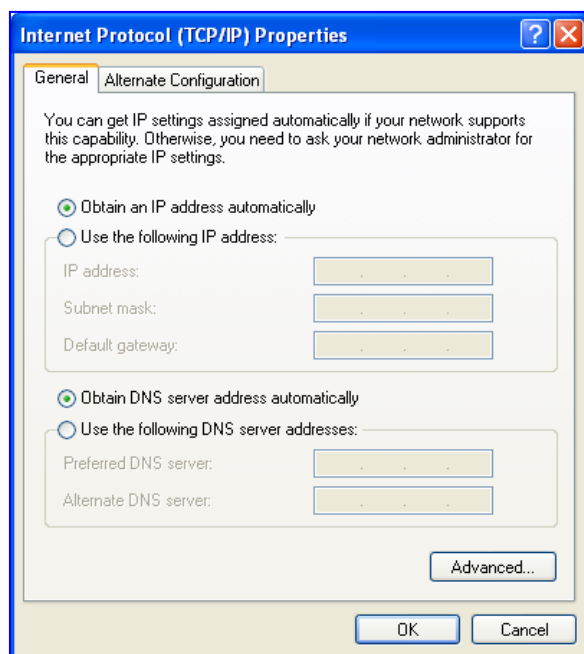 Internet Protocol (TCP/IP) Properties
General
Alternate Configuration
You can get IP settings assigned automatically if your network supports
this capability. Otherwise, you need to ask your network administrator for
the appropriate IP settings.
Obtain an IP address automatically
Use the following IP address:
IP address:
Subnet mask:
Default gateway:
Obtain DNS server address automatically
Use the following DNS server addresses:
Preferred DNS server:
Alternate DNS server:
Advanced...
OK
Cancel